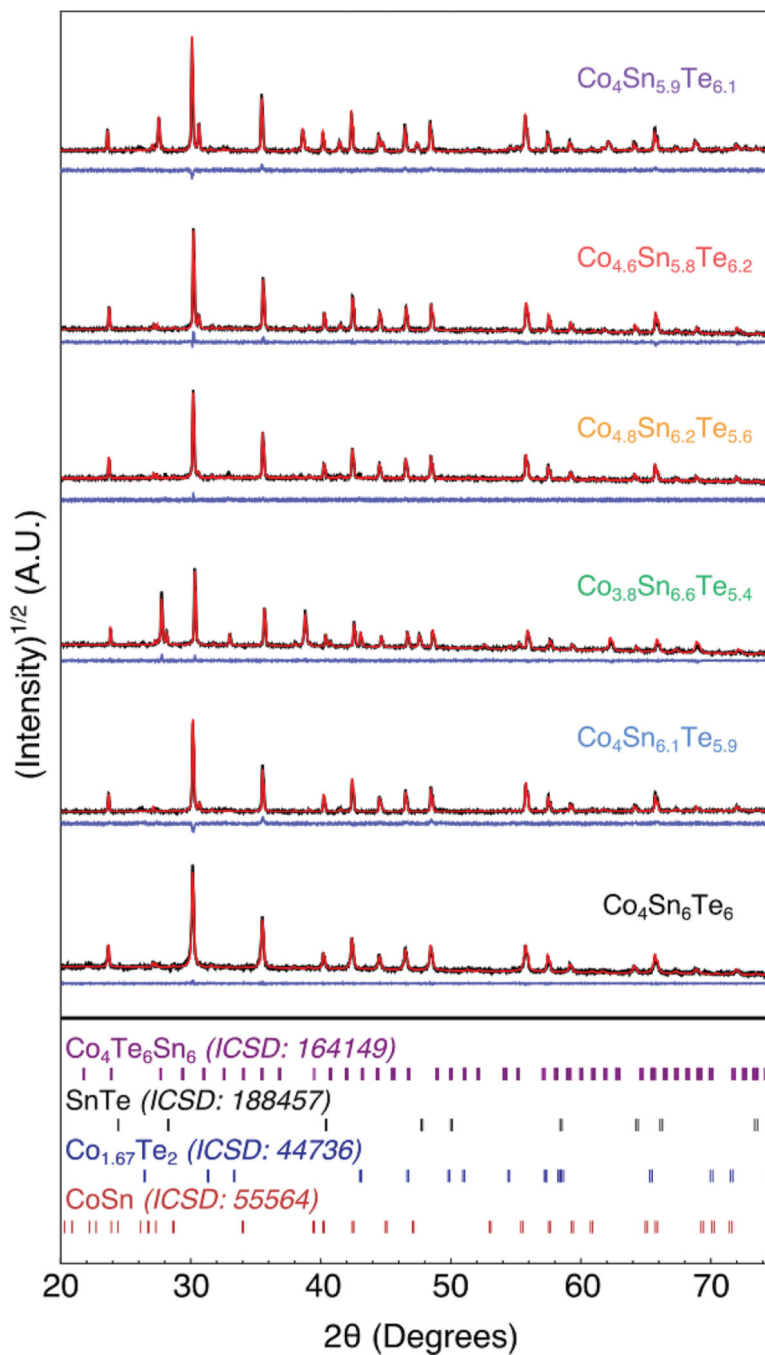 Co₄Sn₅.₉Te₆.₁
Co₄.₆Sn₅.₈Te₆.₂
Co₄.₈Sn₆.₂Te₅.₆
Co₃.₈Sn₆.₆Te₅.₄
Co₄Sn₆.₁Te₅.₉
Co₄Sn₆Te₆
(Intensity)¹/² (A.U.)
Co₄Te₆Sn₆ (ICSD: 164149)
SnTe (ICSD: 188457)
Co₁.₆₇Te₂ (ICSD: 44736)
CoSn (ICSD: 55564)
20 30 40 50 60 70
2θ (Degrees)